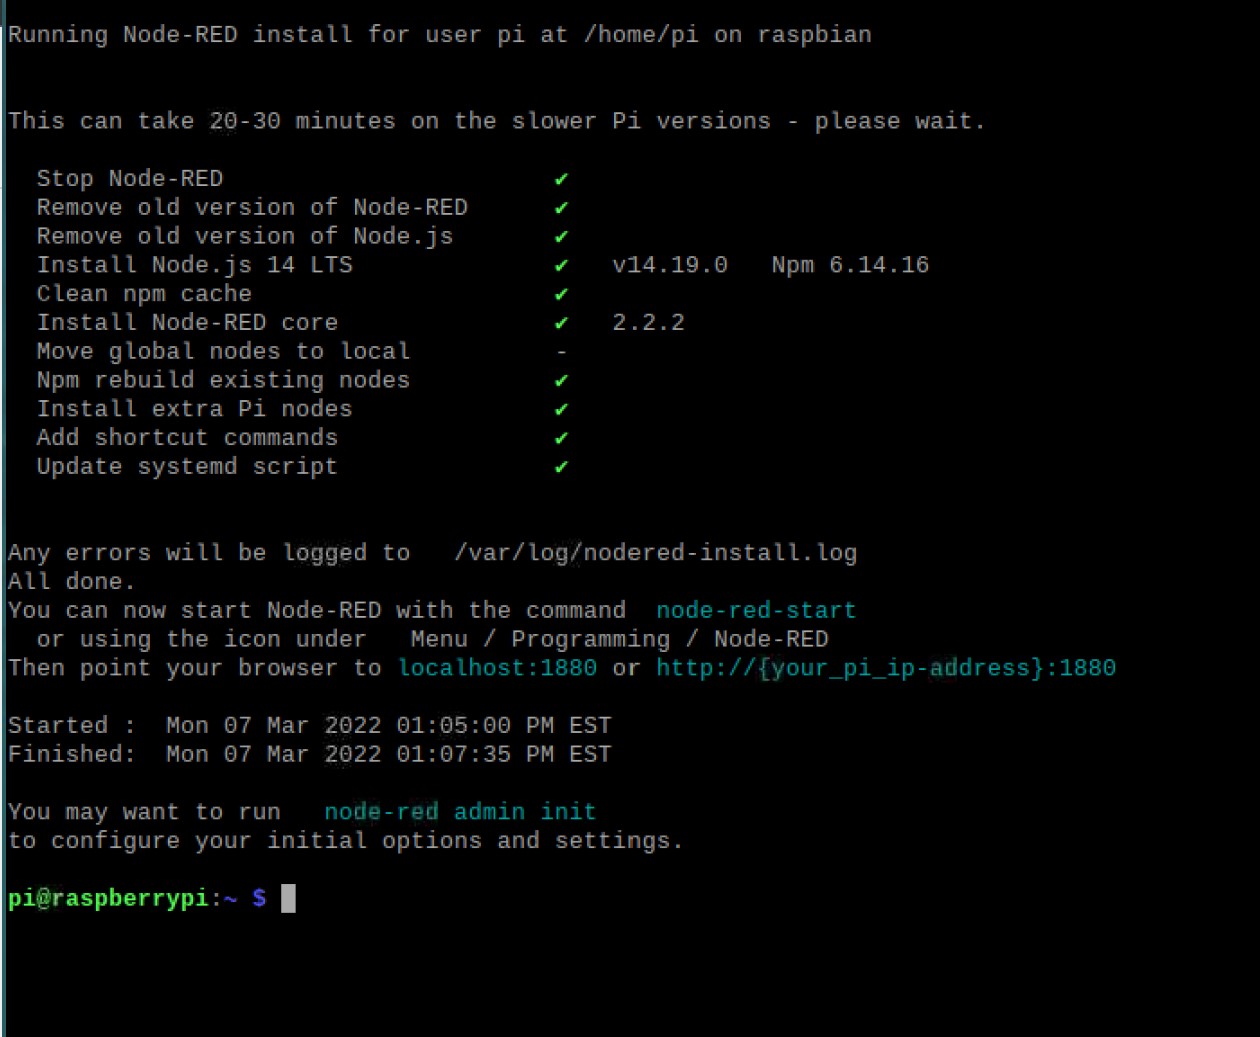 Running Node-RED install for user pi at /home/pi on raspbian
This can take 20-30 minutes on the slower Pi versions - please wait.
Stop Node-RED ✔
Remove old version of Node-RED ✔
Remove old version of Node.js ✔
Install Node.js 14 LTS ✔ v14.19.0 Npm 6.14.16
Clean npm cache ✔
Install Node-RED core ✔ 2.2.2
Move global nodes to local -
Npm rebuild existing nodes ✔
Install extra Pi nodes ✔
Add shortcut commands ✔
Update systemd script ✔
Any errors will be logged to /var/log/nodered-install.log
All done.
You can now start Node-RED with the command node-red-start
or using the icon under Menu / Programming / Node-RED
Then point your browser to localhost:1880 or http://{your_pi_ip-address}:1880
Started : Mon 07 Mar 2022 01:05:00 PM EST
Finished: Mon 07 Mar 2022 01:07:35 PM EST
You may want to run node-red admin init
to configure your initial options and settings.
pi@raspberrypi:~ $